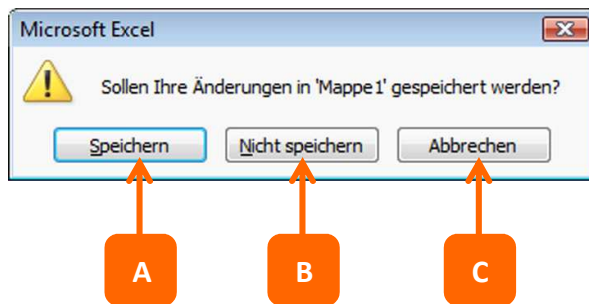 Microsoft Excel
Sollen Ihre Änderungen in 'Mappe1' gespeichert werden?
Speichern Nicht speichern Abbrechen
A B C